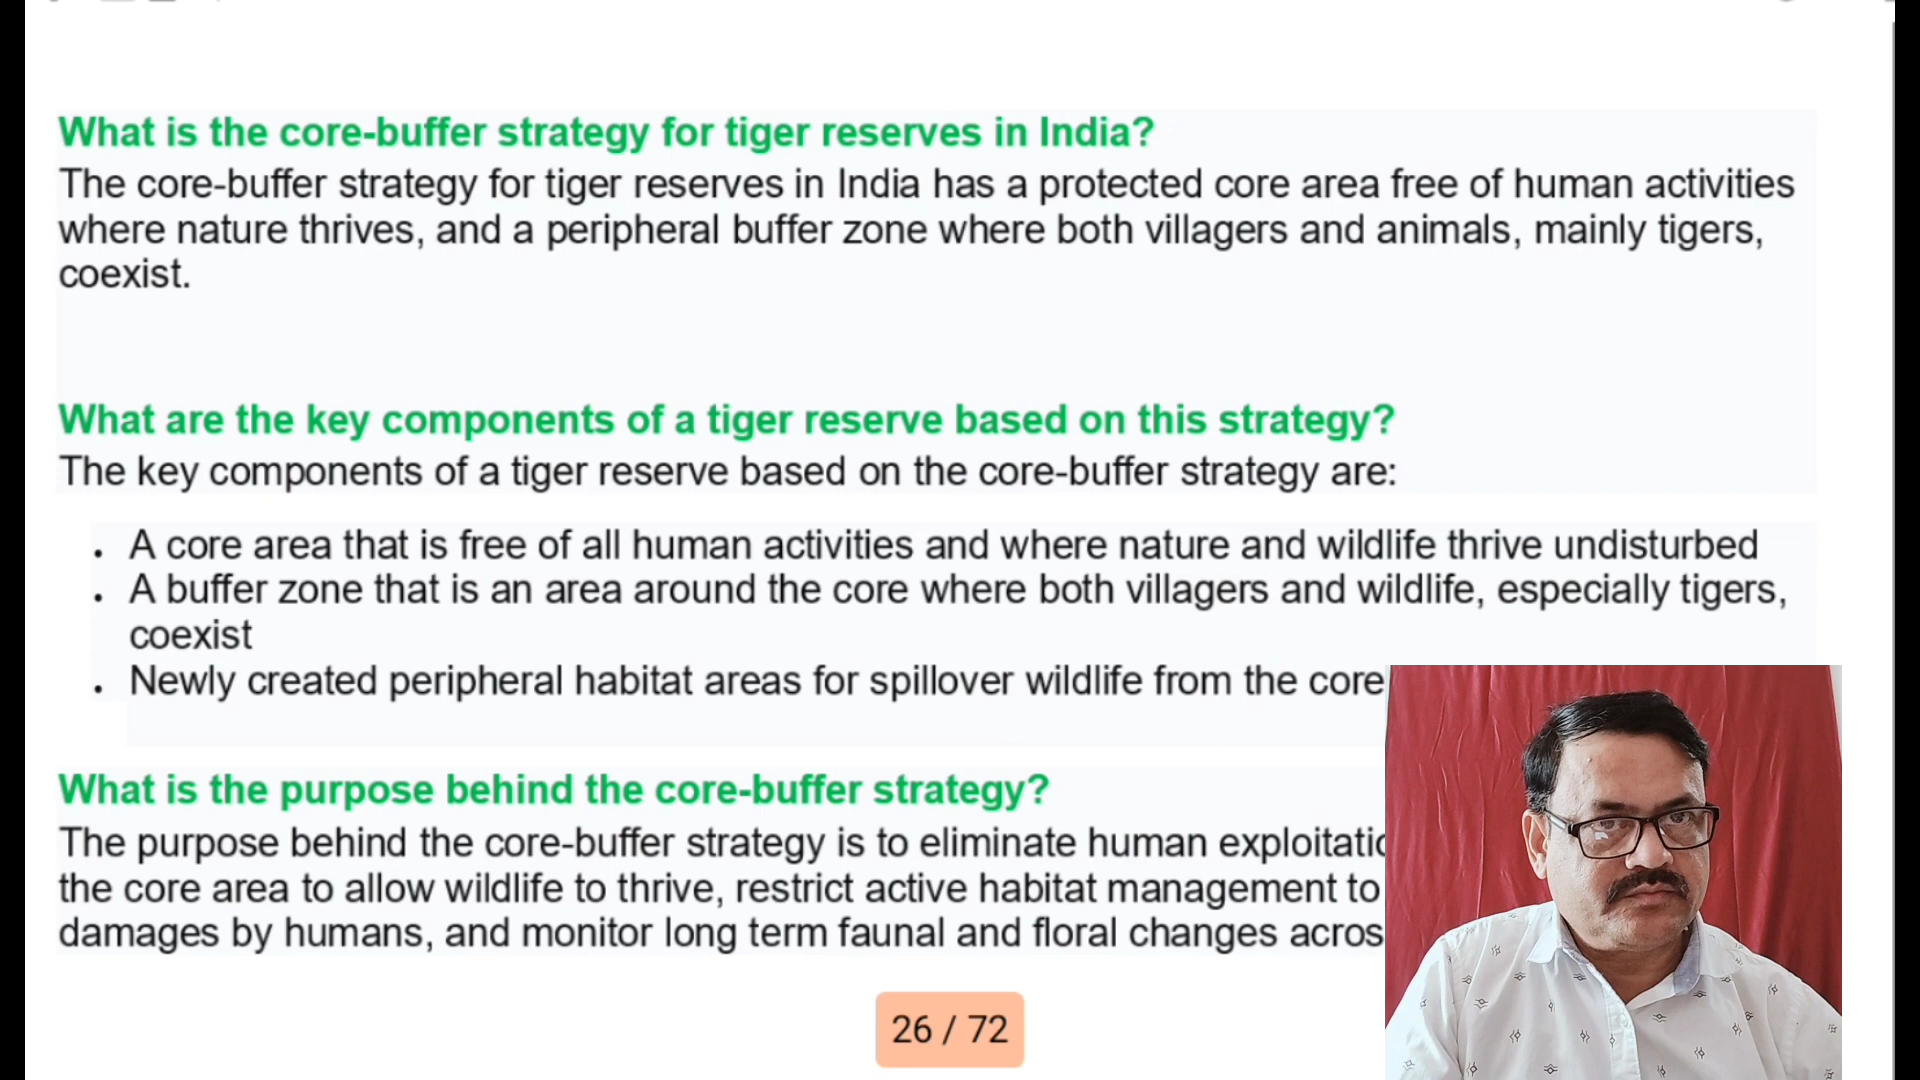 What is the core-buffer strategy for tiger reserves in India?
The core-buffer strategy for tiger reserves in India has a protected core area free of human activities
where nature thrives, and a peripheral buffer zone where both villagers and animals, mainly tigers,
coexist.
What are the key components of a tiger reserve based on this strategy?
The key components of a tiger reserve based on the core-buffer strategy are:
• A core area that is free of all human activities and where nature and wildlife thrive undisturbed
• A buffer zone that is an area around the core where both villagers and wildlife, especially tigers,
coexist
• Newly created peripheral habitat areas for spillover wildlife from the core
What is the purpose behind the core-buffer strategy?
The purpose behind the core-buffer strategy is to eliminate human
the core area to allow wildlife to thrive, restrict active habitat management to
damages by humans, and monitor long term faunal and floral changes
26 / 72